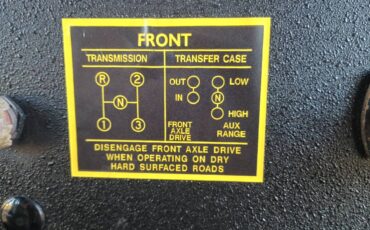 FRONT
TRANSMISSION TRANSFER CASE
R 2 OUT LOW
N IN N
1 3 HIGH
FRONT AXLE DRIVE AUX RANGE
DISENGAGE FRONT AXLE DRIVE
WHEN OPERATING ON DRY
HARD SURFACED ROADS